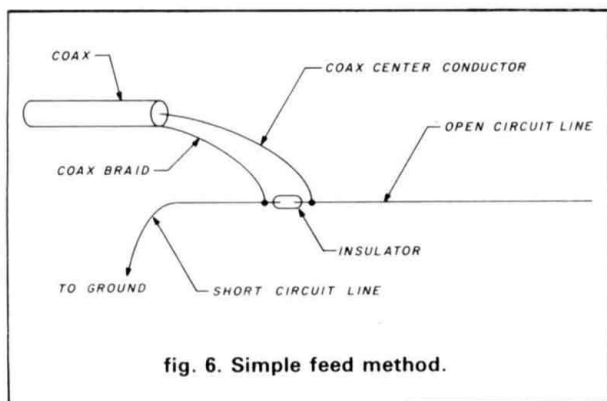 COAX
COAX CENTER CONDUCTOR
OPEN CIRCUIT LINE
COAX BRAID
INSULATOR
TO GROUND
SHORT CIRCUIT LINE
fig. 6. Simple feed method.